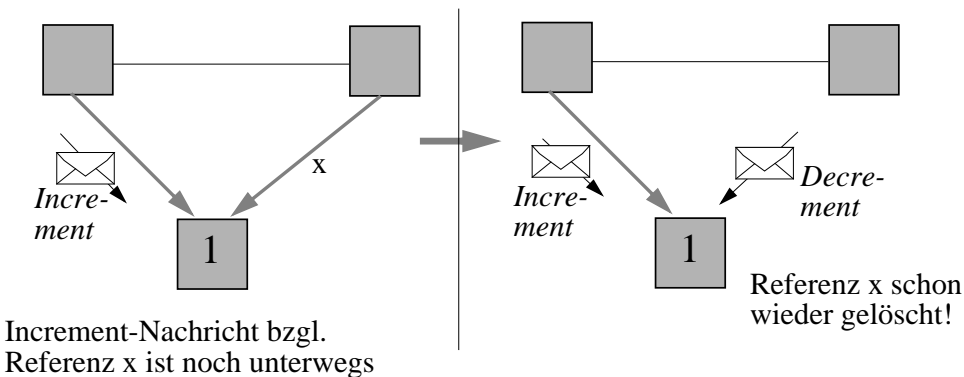 x
Incre-
ment
1
Increment-Nachricht bzgl.
Referenz x ist noch unterwegs
Incre-
ment
Decre-
ment
1
Referenz x schon
wieder gelöscht!